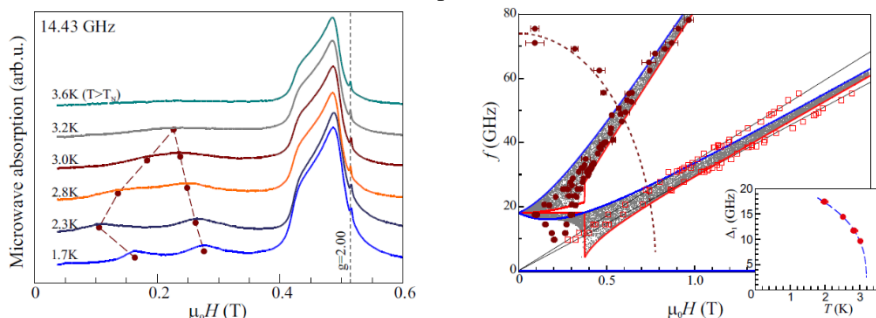 14.43 GHz
Microwave absorption (arb.u.)
3.6K (T>T_N)
3.2K
3.0K
2.8K
2.3K
1.7K
g=2.00
0 0.2 0.4 0.6
μ₀H (T)
80
60
40
20
0
f (GHz)
0 0.5 1.0
μ₀H (T)
Δ₁ (GHz)
20
15
10
5
0
0 1 2 3
T (K)